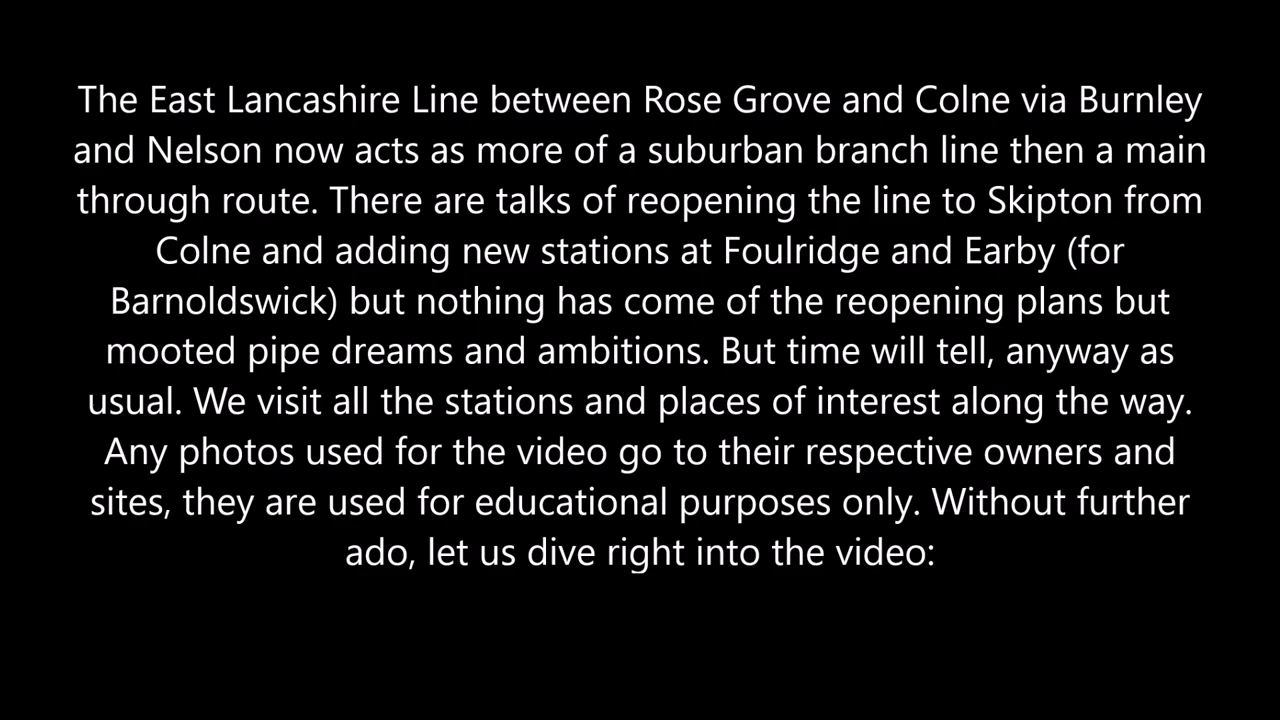 The East Lancashire Line between Rose Grove and Colne via Burnley
and Nelson now acts as more of a suburban branch line then a main
through route. There are talks of reopening the line to Skipton from
Colne and adding new stations at Foulridge and Earby (for
Barnoldswick) but nothing has come of the reopening plans but
mooted pipe dreams and ambitions. But time will tell, anyway as
usual. We visit all the stations and places of interest along the way.
Any photos used for the video go to their respective owners and
sites, they are used for educational purposes only. Without further
ado, let us dive right into the video: